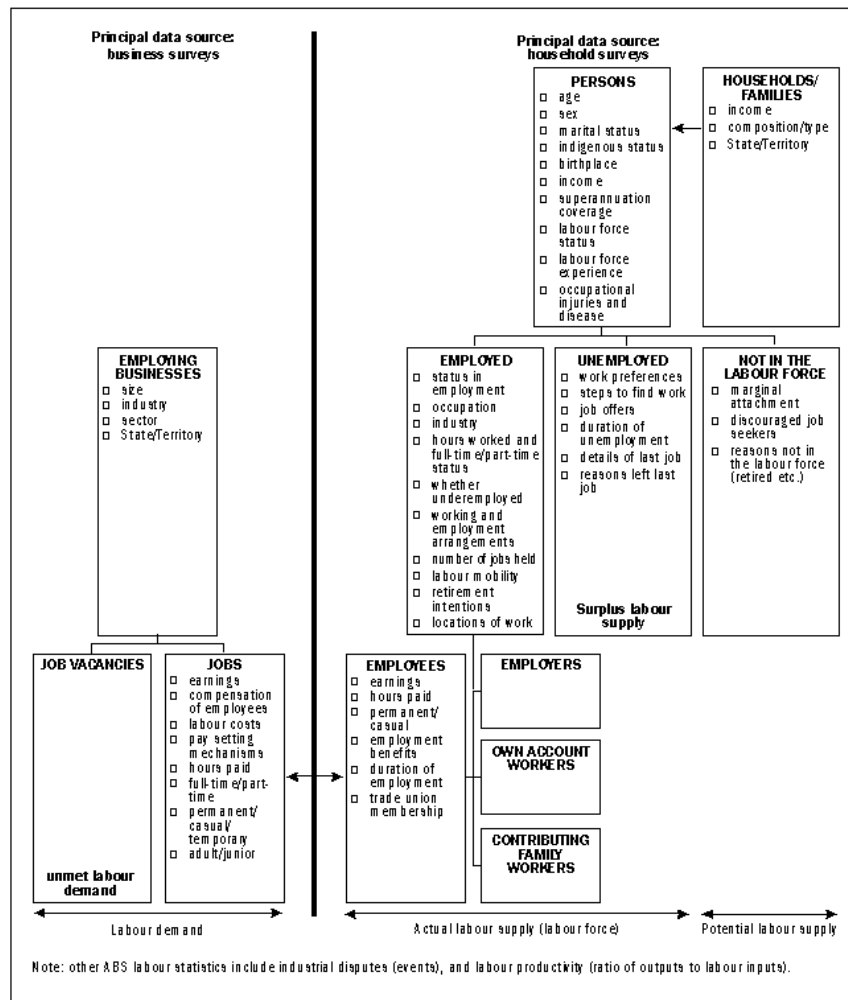 Principal data source:
business surveys
Principal data source:
household surveys
PERSONS
□ age
□ sex
□ marital status
□ indigenous status
□ birthplace
□ income
□ superannuation
coverage
□ labour force
status
□ labour force
experience
□ occupational
injuries and
disease
HOUSEHOLDS/
FAMILIES
□ income
□ composition/type
□ State/Territory
EMPLOYING
BUSINESSES
□ size
□ industry
□ sector
□ State/Territory
EMPLOYED
□ status in
employment
□ occupation
□ industry
□ hours worked and
full-time/part-time
status
□ whether
underemployed
□ working and
employment
arrangements
□ number of jobs held
□ labour mobility
□ retirement
intentions
□ locations of work
UNEMPLOYED
□ work preferences
□ steps to find work
□ job offers
□ duration of
unemployment
□ details of last job
□ reasons left last
job
Surplus labour
supply
NOT IN THE
LABOUR FORCE
□ marginal
attachment
□ discouraged job
seekers
□ reasons not in
the labour force
(retired etc.)
JOB VACANCIES
unmet labour
demand
JOBS
□ earnings
□ compensation
of employees
□ labour costs
□ pay setting
mechanisms
□ hours paid
□ full-time/part-
time
□ permanent/
casual/
temporary
□ adult/junior
EMPLOYEES
□ earnings
□ hours paid
□ permanent/
casual
□ employment
benefits
□ duration of
employment
□ trade union
membership
EMPLOYERS
OWN ACCOUNT
WORKERS
CONTRIBUTING
FAMILY
WORKERS
Labour demand
Actual labour supply (labour force)
Potential labour supply
Note: other ABS labour statistics include industrial disputes (events), and labour productivity (ratio of outputs to labour inputs).